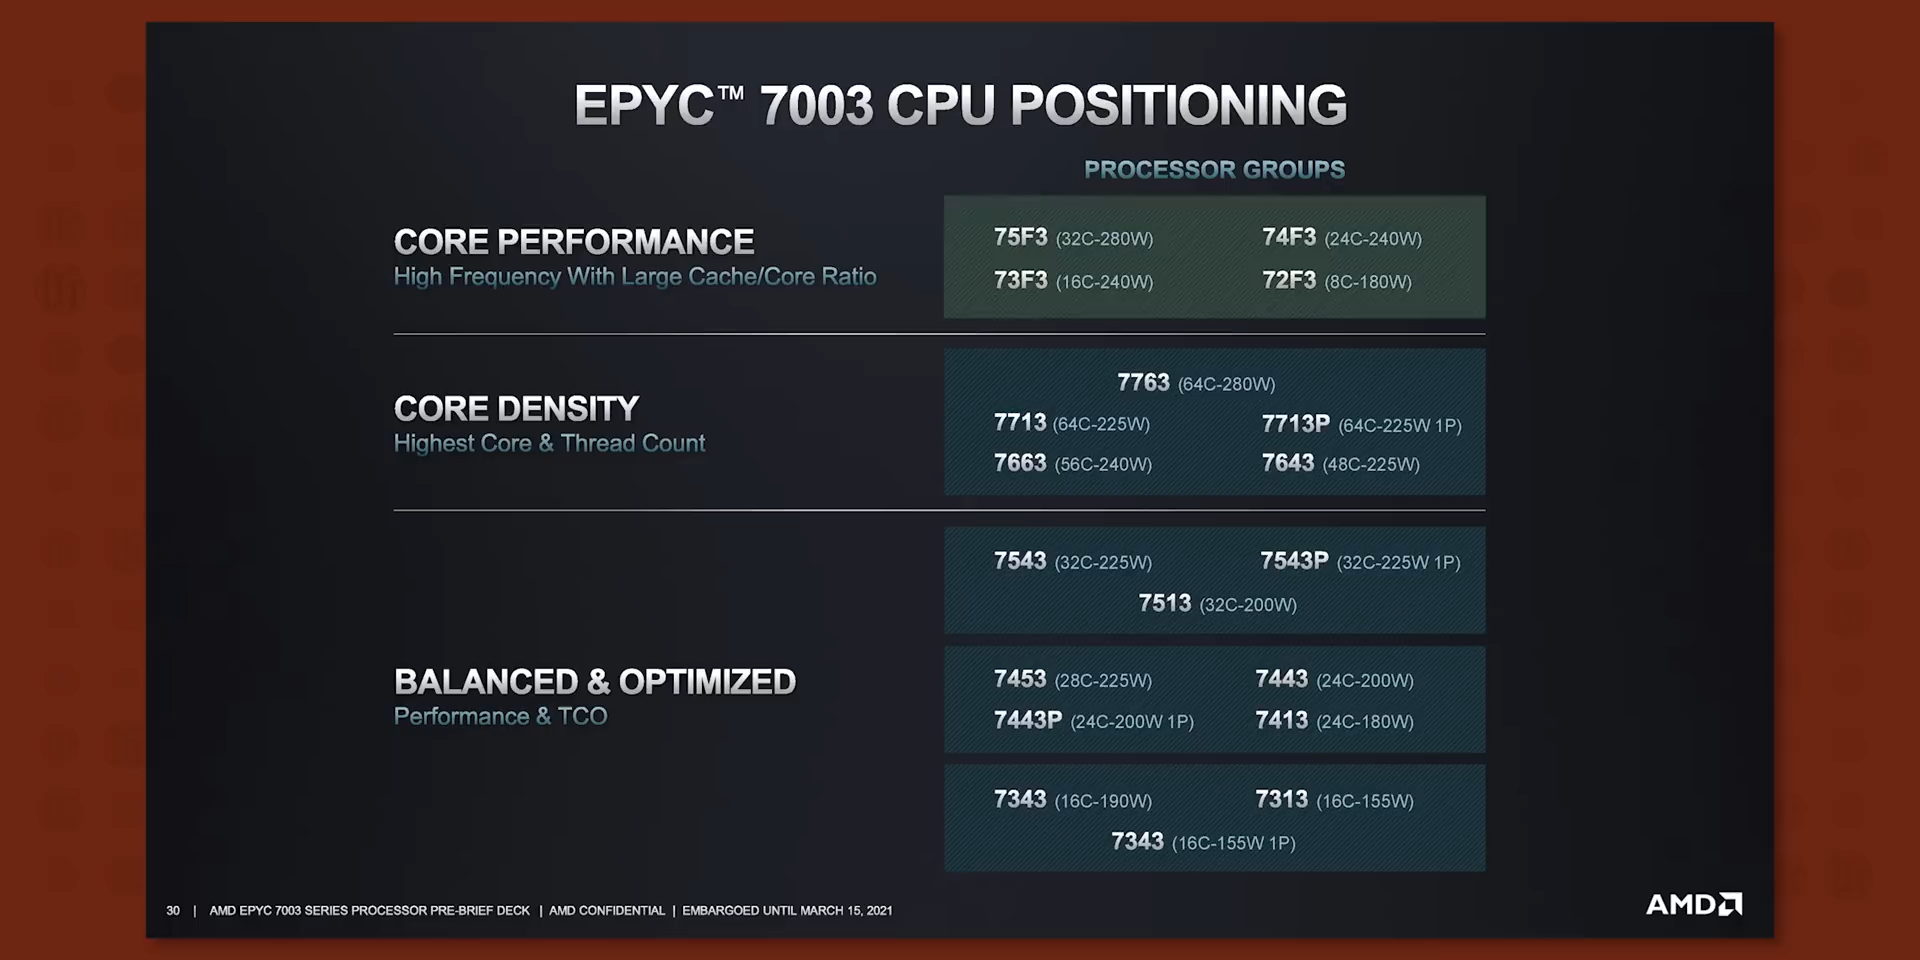 EPYC™ 7003 CPU POSITIONING
PROCESSOR GROUPS
CORE PERFORMANCE
High Frequency With Large Cache/Core Ratio
75F3 (32C-280W) 74F3 (24C-240W)
73F3 (16C-240W) 72F3 (8C-180W)
CORE DENSITY
Highest Core & Thread Count
7763 (64C-280W)
7713 (64C-225W) 7713P (64C-225W 1P)
7663 (56C-240W) 7643 (48C-225W)
BALANCED & OPTIMIZED
Performance & TCO
7543 (32C-225W) 7543P (32C-225W 1P)
7513 (32C-200W)
7453 (28C-225W) 7443 (24C-200W)
7443P (24C-200W 1P) 7413 (24C-180W)
7343 (16C-190W) 7313 (16C-155W)
7343 (16C-155W 1P)
30 | AMD EPYC 7003 SERIES PROCESSOR PRE-BRIEF DECK | AMD CONFIDENTIAL | EMBARGOED UNTIL MARCH 15, 2021
AMD